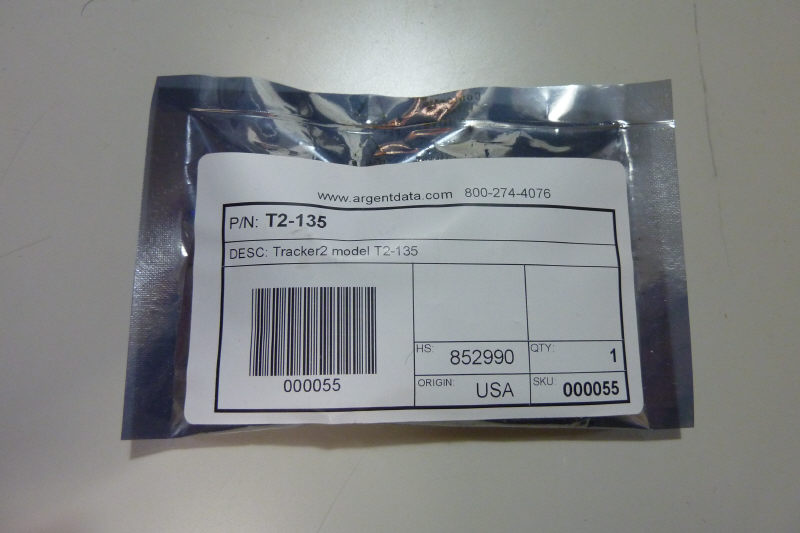 www.argentdata.com 800-274-4076
P/N: T2-135
DESC: Tracker2 model T2-135
000055
HS: 852990
QTY: 1
ORIGIN: USA
SKU: 000055